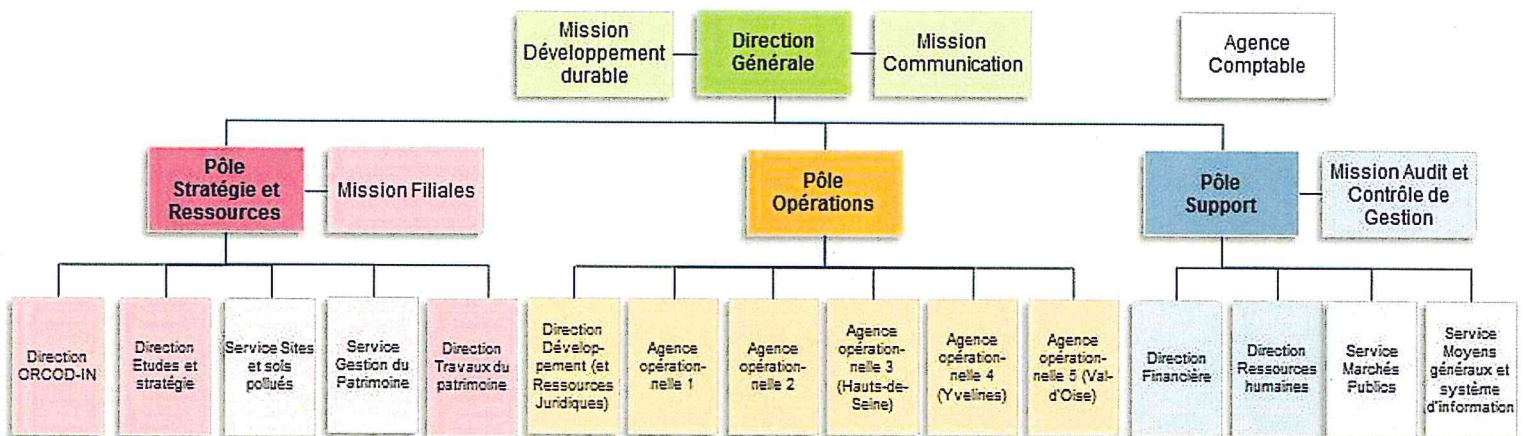 Mission
Développement
durable
Direction
Générale
Mission
Communication
Agence
Comptable
Pôle
Stratégie et
Ressources
Mission Filiales
Pôle
Opérations
Pôle
Support
Mission Audit et
Contrôle de
Gestion
Direction
ORCOD-IN
Direction
Etudes et
stratégie
Service Sites
et sols
pollués
Service
Gestion du
Patrimoine
Direction
Travaux du
patrimoine
Direction
Dévelop-
pement (et
Ressources
Juridiques)
Agence
opération-
nelle 1
Agence
opération-
nelle 2
Agence
opération-
nelle 3
(Hauts-de-
Seine)
Agence
opération-
nelle 4
(Yvelines)
Agence
opération-
nelle 5 (Val-
d'Oise)
Direction
Financière
Direction
Ressources
humaines
Service
Marchés
Publics
Service
Moyens
généraux et
système
d'information